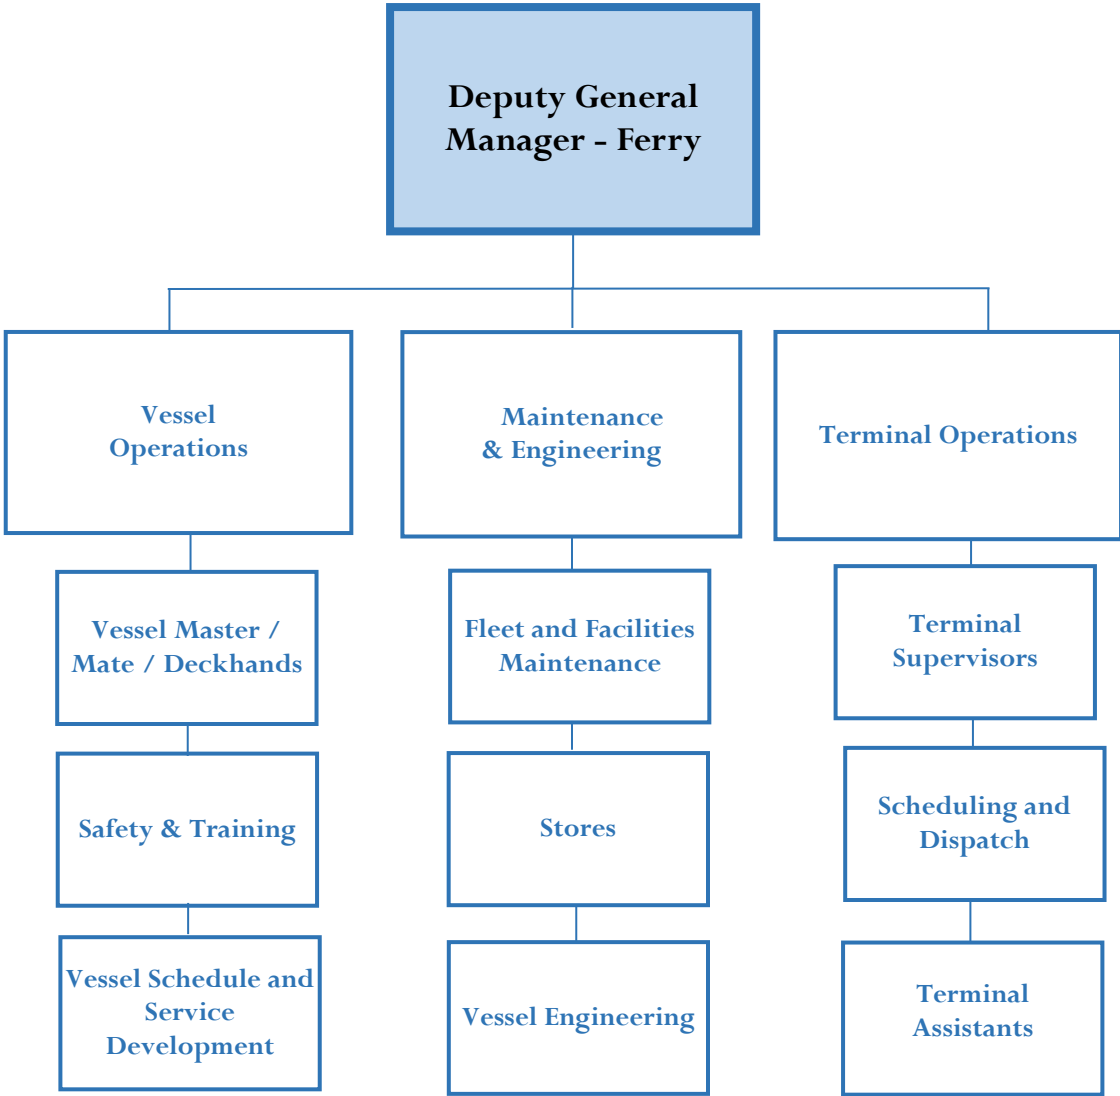 Deputy General
Manager - Ferry
Vessel
Operations
Maintenance
& Engineering
Terminal Operations
Vessel Master /
Mate / Deckhands
Fleet and Facilities
Maintenance
Terminal
Supervisors
Safety & Training
Stores
Scheduling and
Dispatch
Vessel Schedule and
Service
Development
Vessel Engineering
Terminal
Assistants